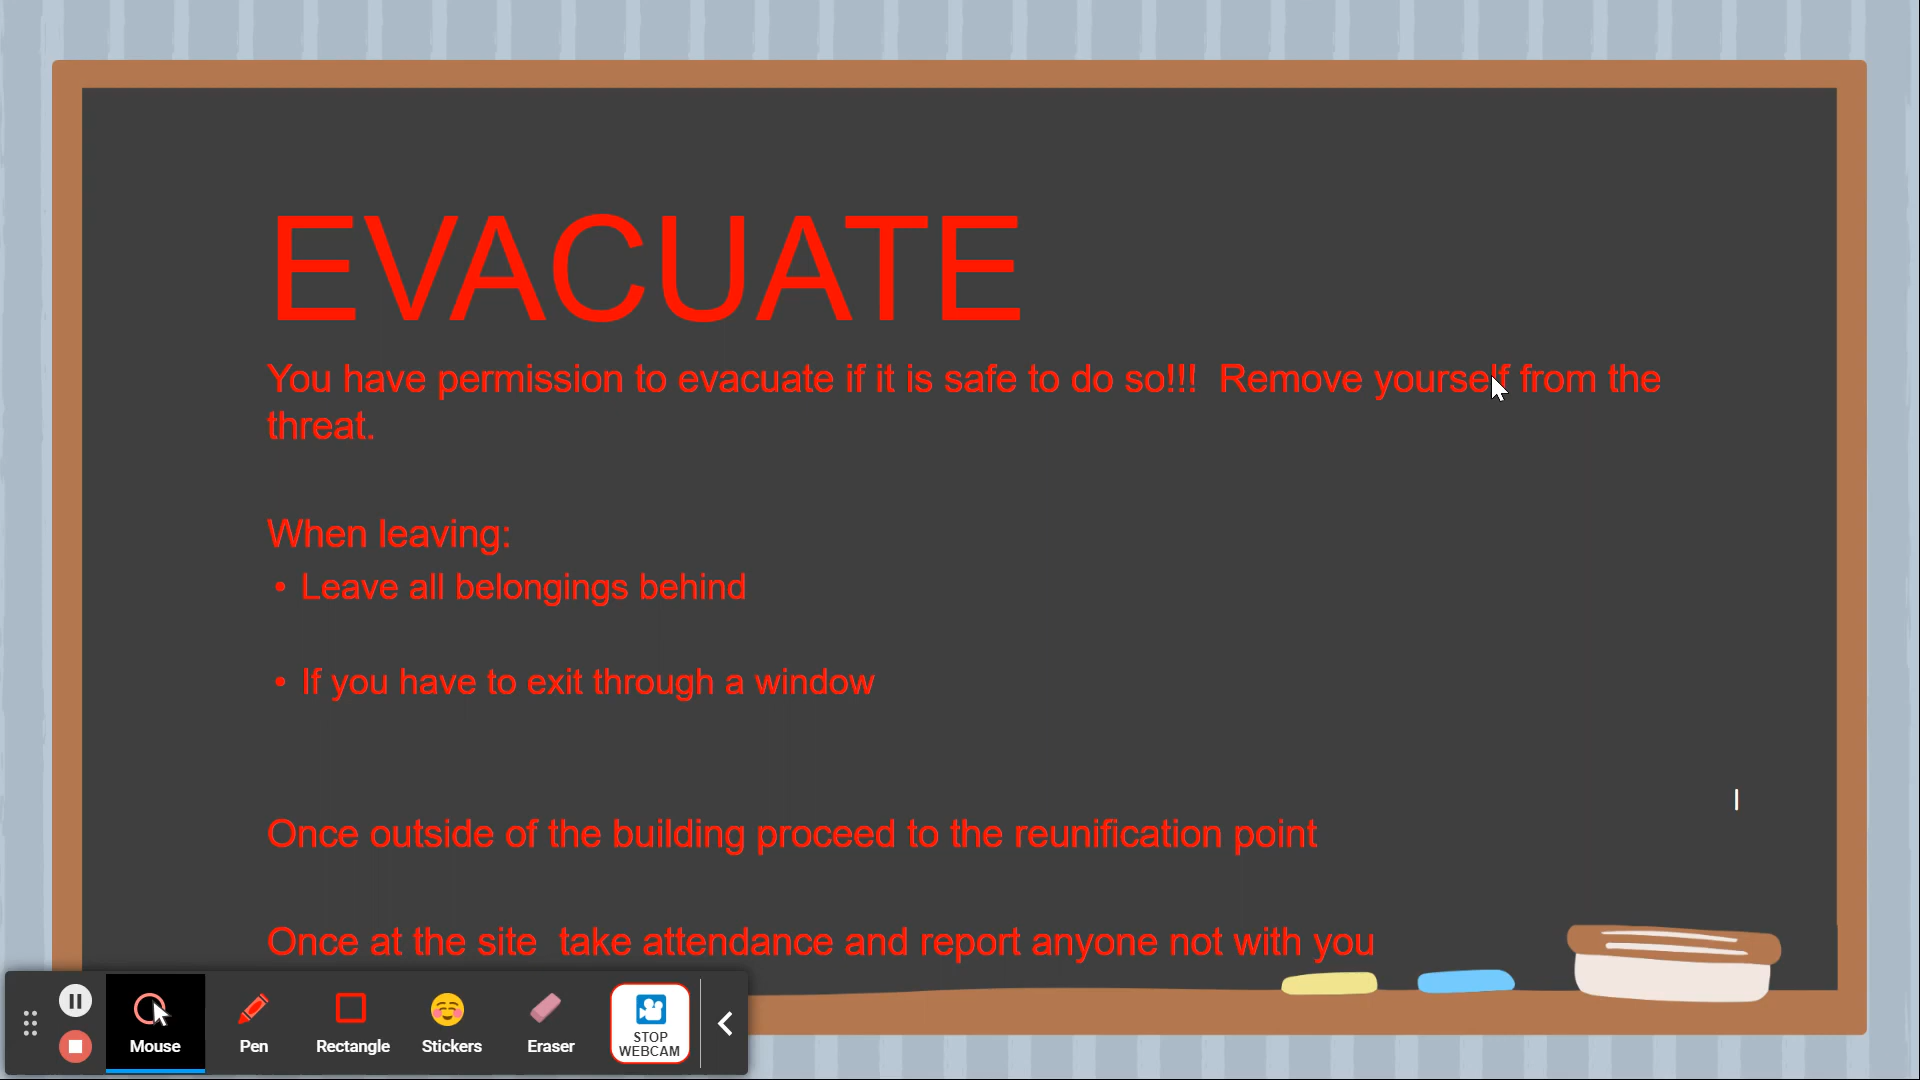 EVACUATE
You have permission to evacuate if it is safe to do so!!!  Remove yourself from the
threat.
When leaving:
• Leave all belongings behind
• If you have to exit through a window
Once outside of the building proceed to the reunification point
Once at the site  take attendance and report anyone not with you
Mouse
Pen
Rectangle
Stickers
Eraser
STOP
WEBCAM